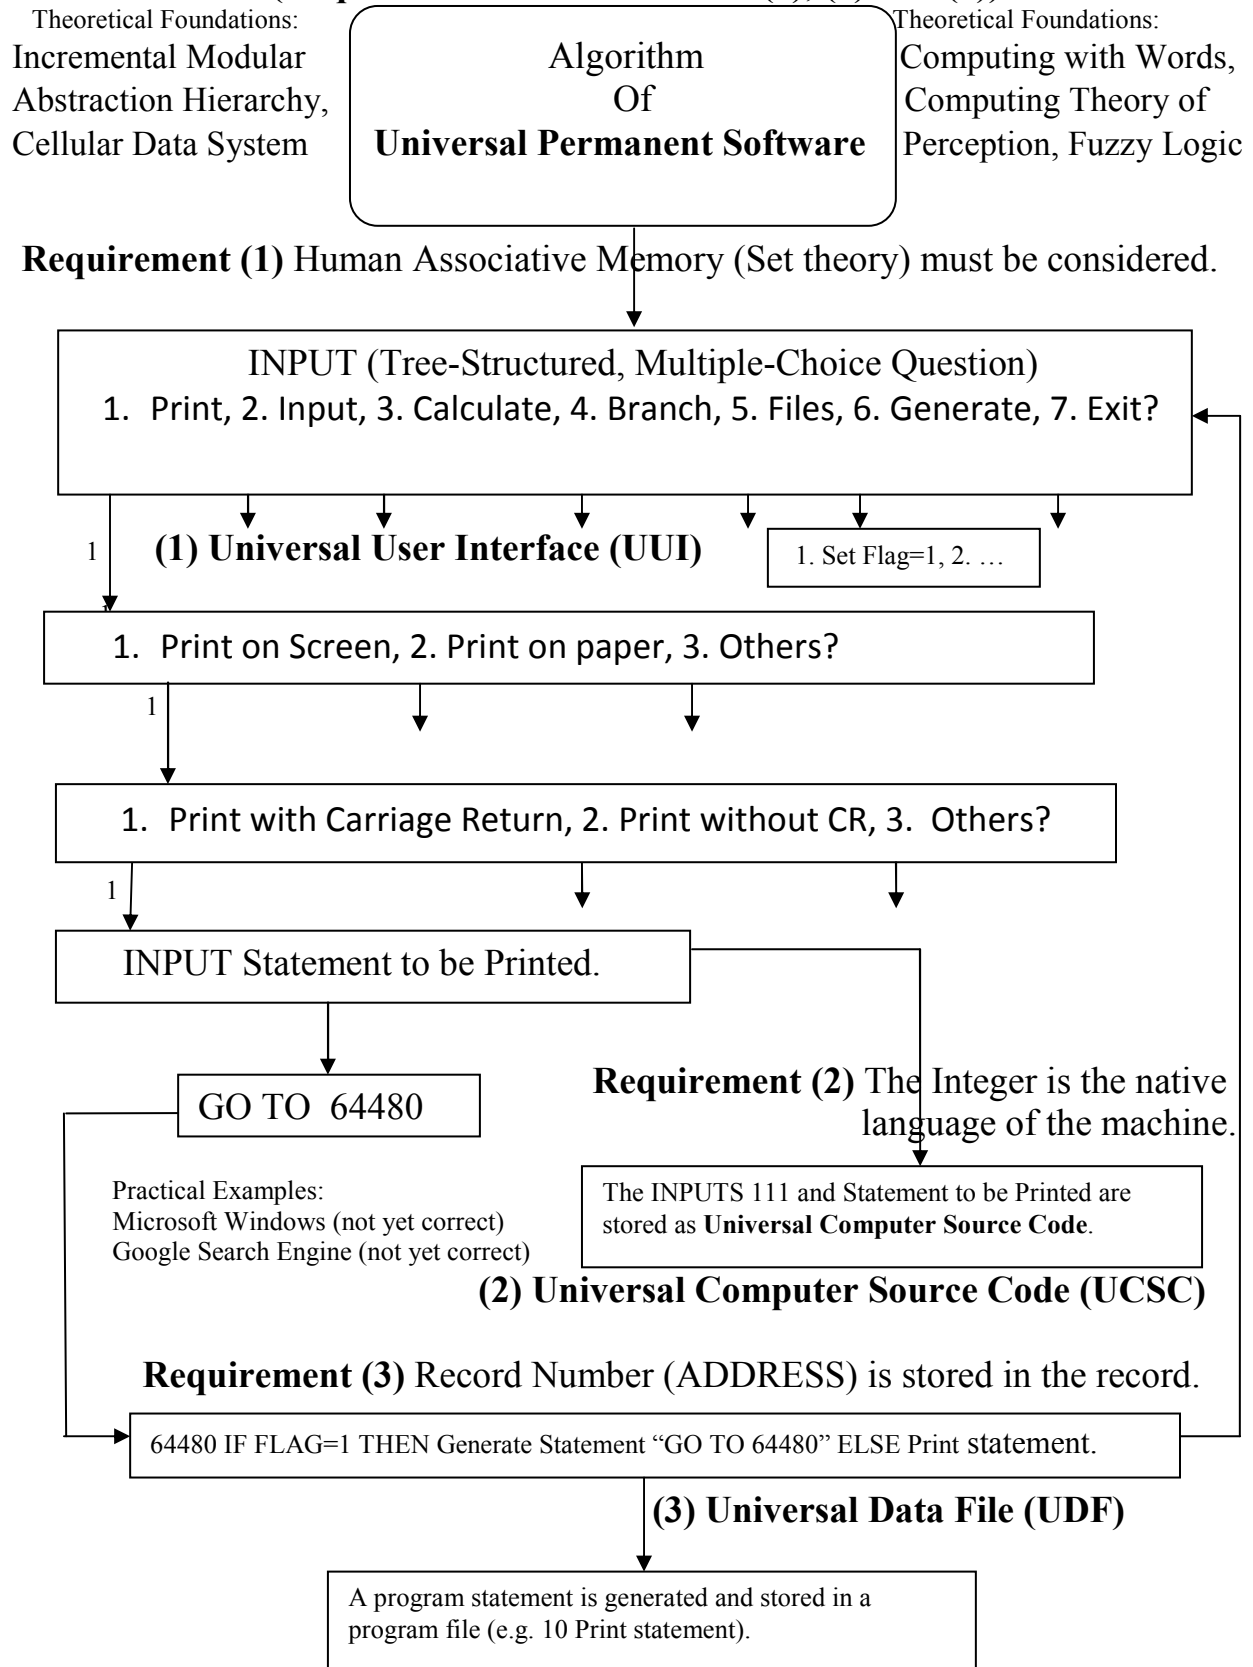 Theoretical Foundations:
Incremental Modular
Abstraction Hierarchy,
Cellular Data System
Algorithm
Of
Universal Permanent Software
Theoretical Foundations:
Computing with Words,
Computing Theory of
Perception, Fuzzy Logic
Requirement (1) Human Associative Memory (Set theory) must be considered.
INPUT (Tree-Structured, Multiple-Choice Question)
1. Print, 2. Input, 3. Calculate, 4. Branch, 5. Files, 6. Generate, 7. Exit?
1
(1) Universal User Interface (UUI)
1. Set Flag=1, 2. …
1. Print on Screen, 2. Print on paper, 3. Others?
1
1. Print with Carriage Return, 2. Print without CR, 3. Others?
1
INPUT Statement to be Printed.
GO TO 64480
Requirement (2) The Integer is the native
language of the machine.
Practical Examples:
Microsoft Windows (not yet correct)
Google Search Engine (not yet correct)
The INPUTS 111 and Statement to be Printed are
stored as Universal Computer Source Code.
(2) Universal Computer Source Code (UCSC)
Requirement (3) Record Number (ADDRESS) is stored in the record.
64480 IF FLAG=1 THEN Generate Statement “GO TO 64480” ELSE Print statement.
(3) Universal Data File (UDF)
A program statement is generated and stored in a
program file (e.g. 10 Print statement).